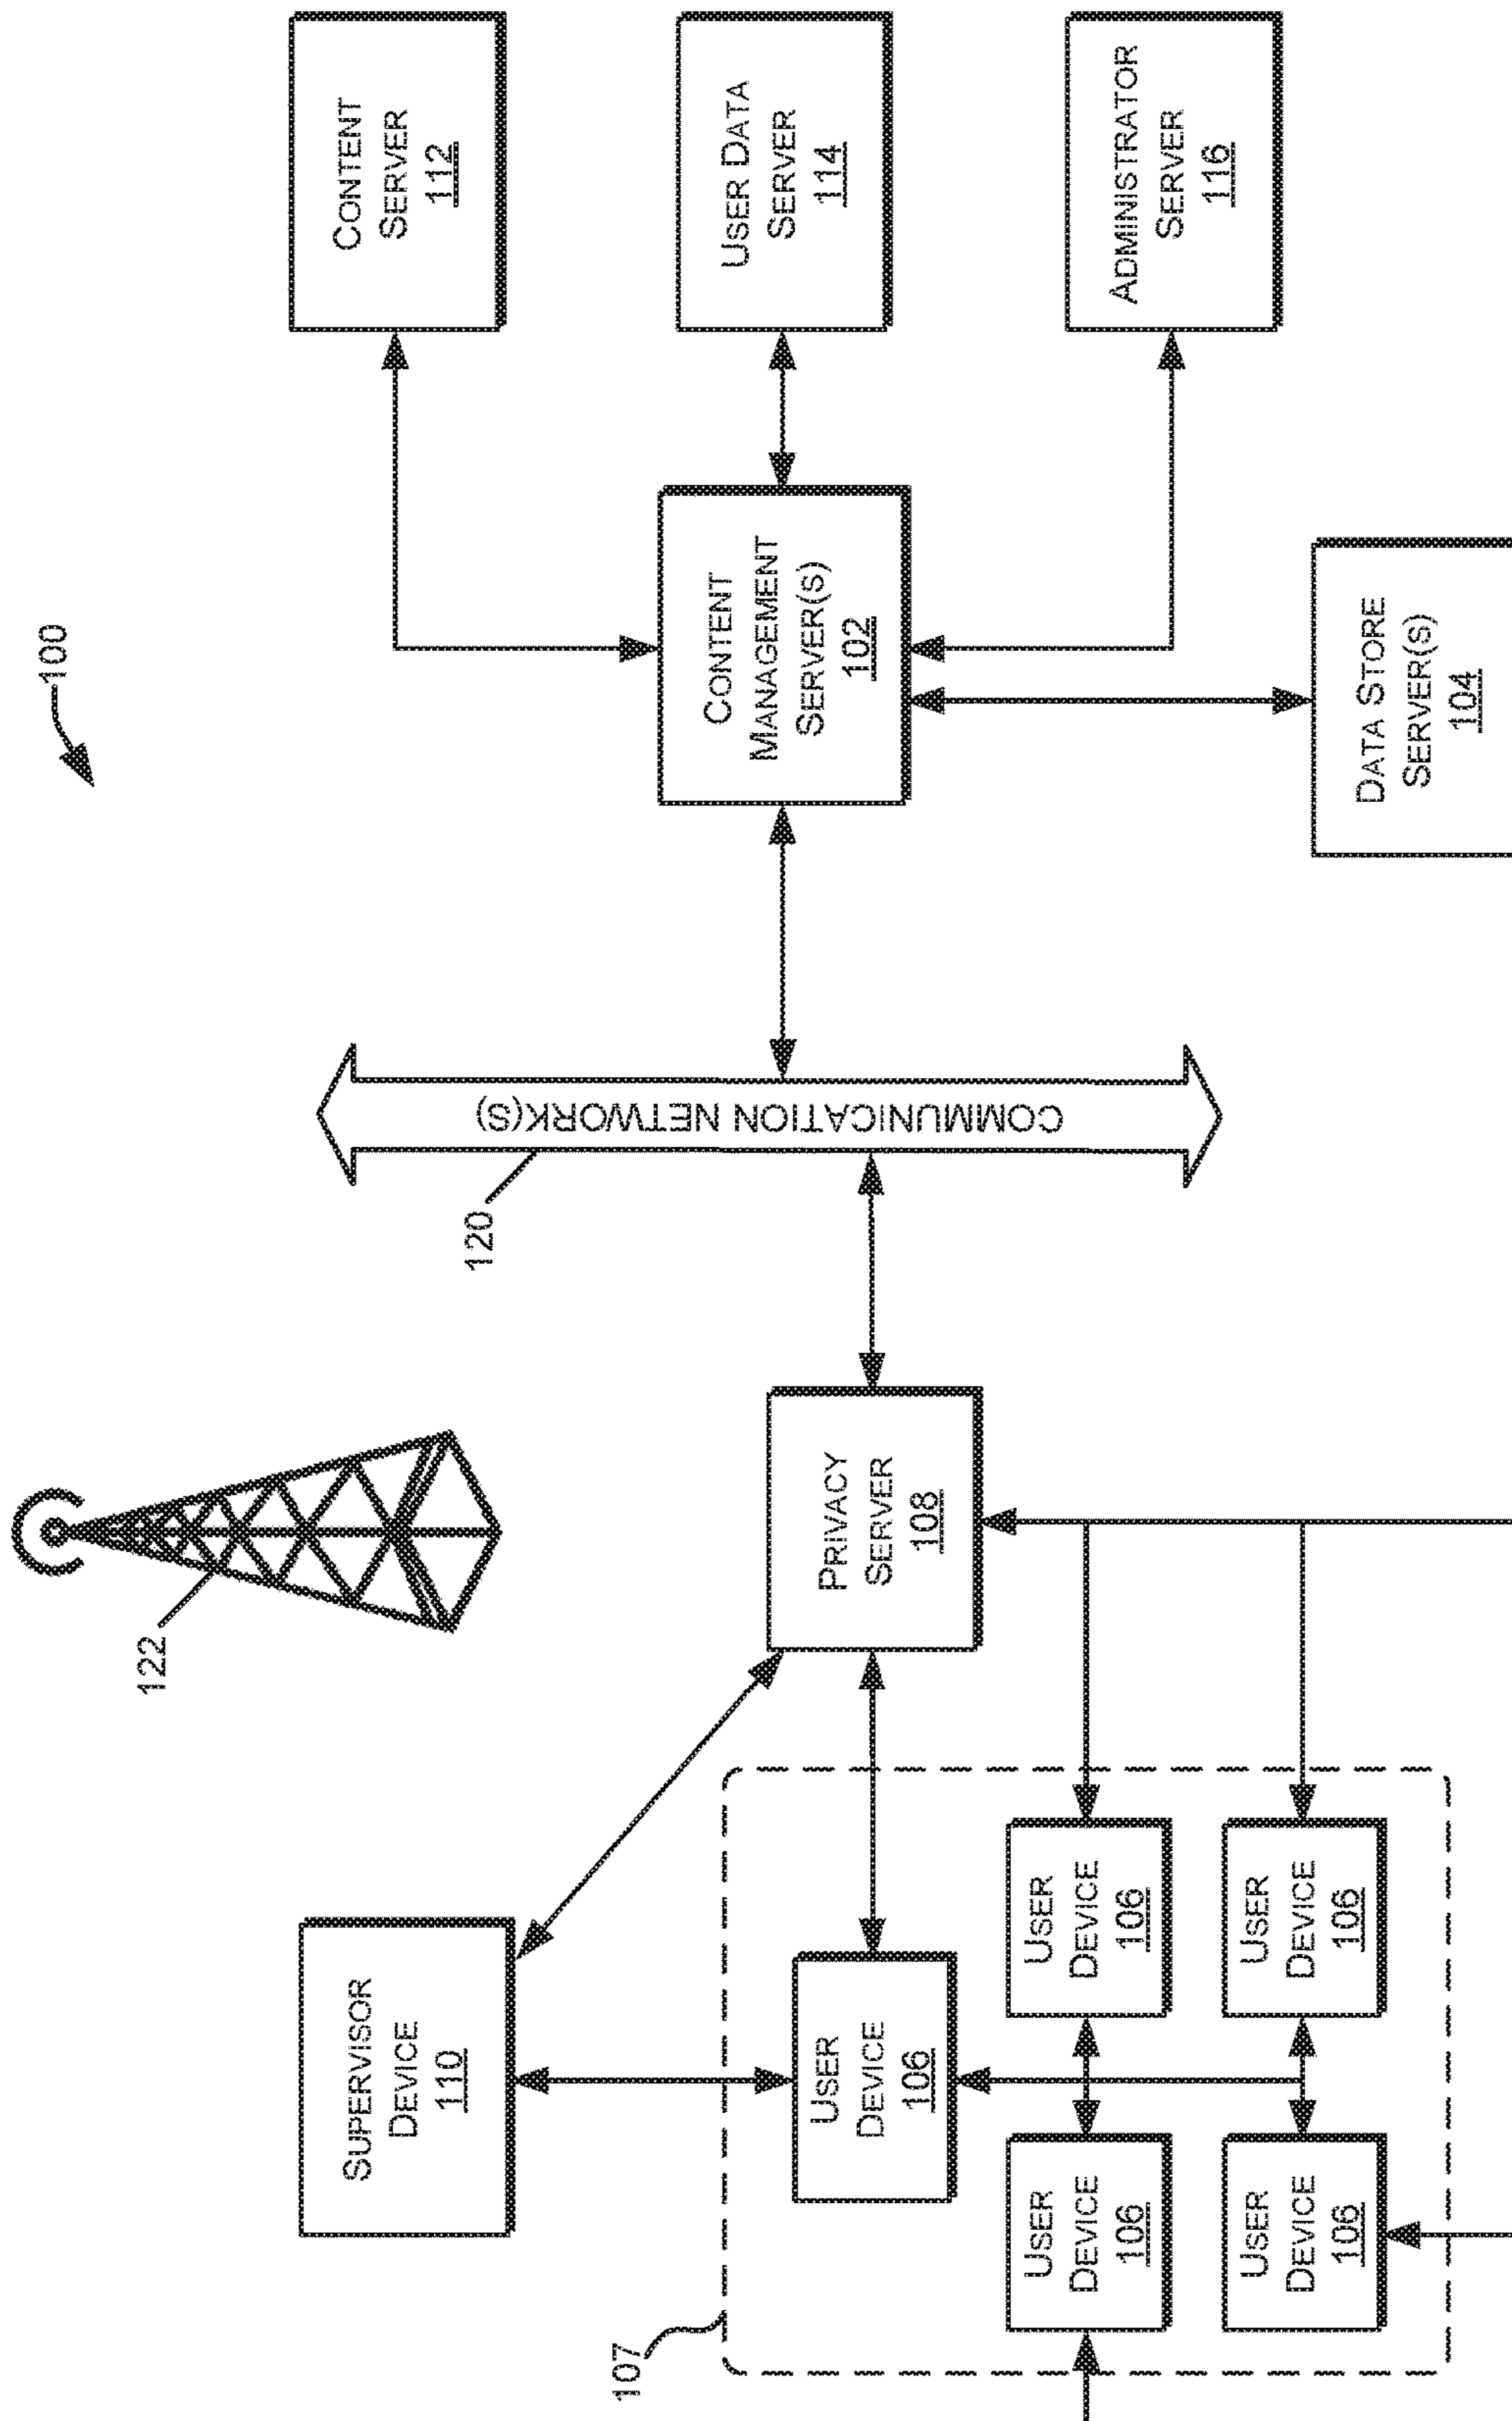 100
CONTENT
SERVER
112
USER DATA
SERVER
114
ADMINISTRATOR
SERVER
116
CONTENT
MANAGEMENT
SERVER(S)
102
DATA STORE
SERVER(S)
104
COMMUNICATION NETWORK(S)
120
122
PRIVACY
SERVER
108
SUPERVISOR
DEVICE
110
107
USER
DEVICE
106
USER
DEVICE
106
USER
DEVICE
106
USER
DEVICE
106
USER
DEVICE
106